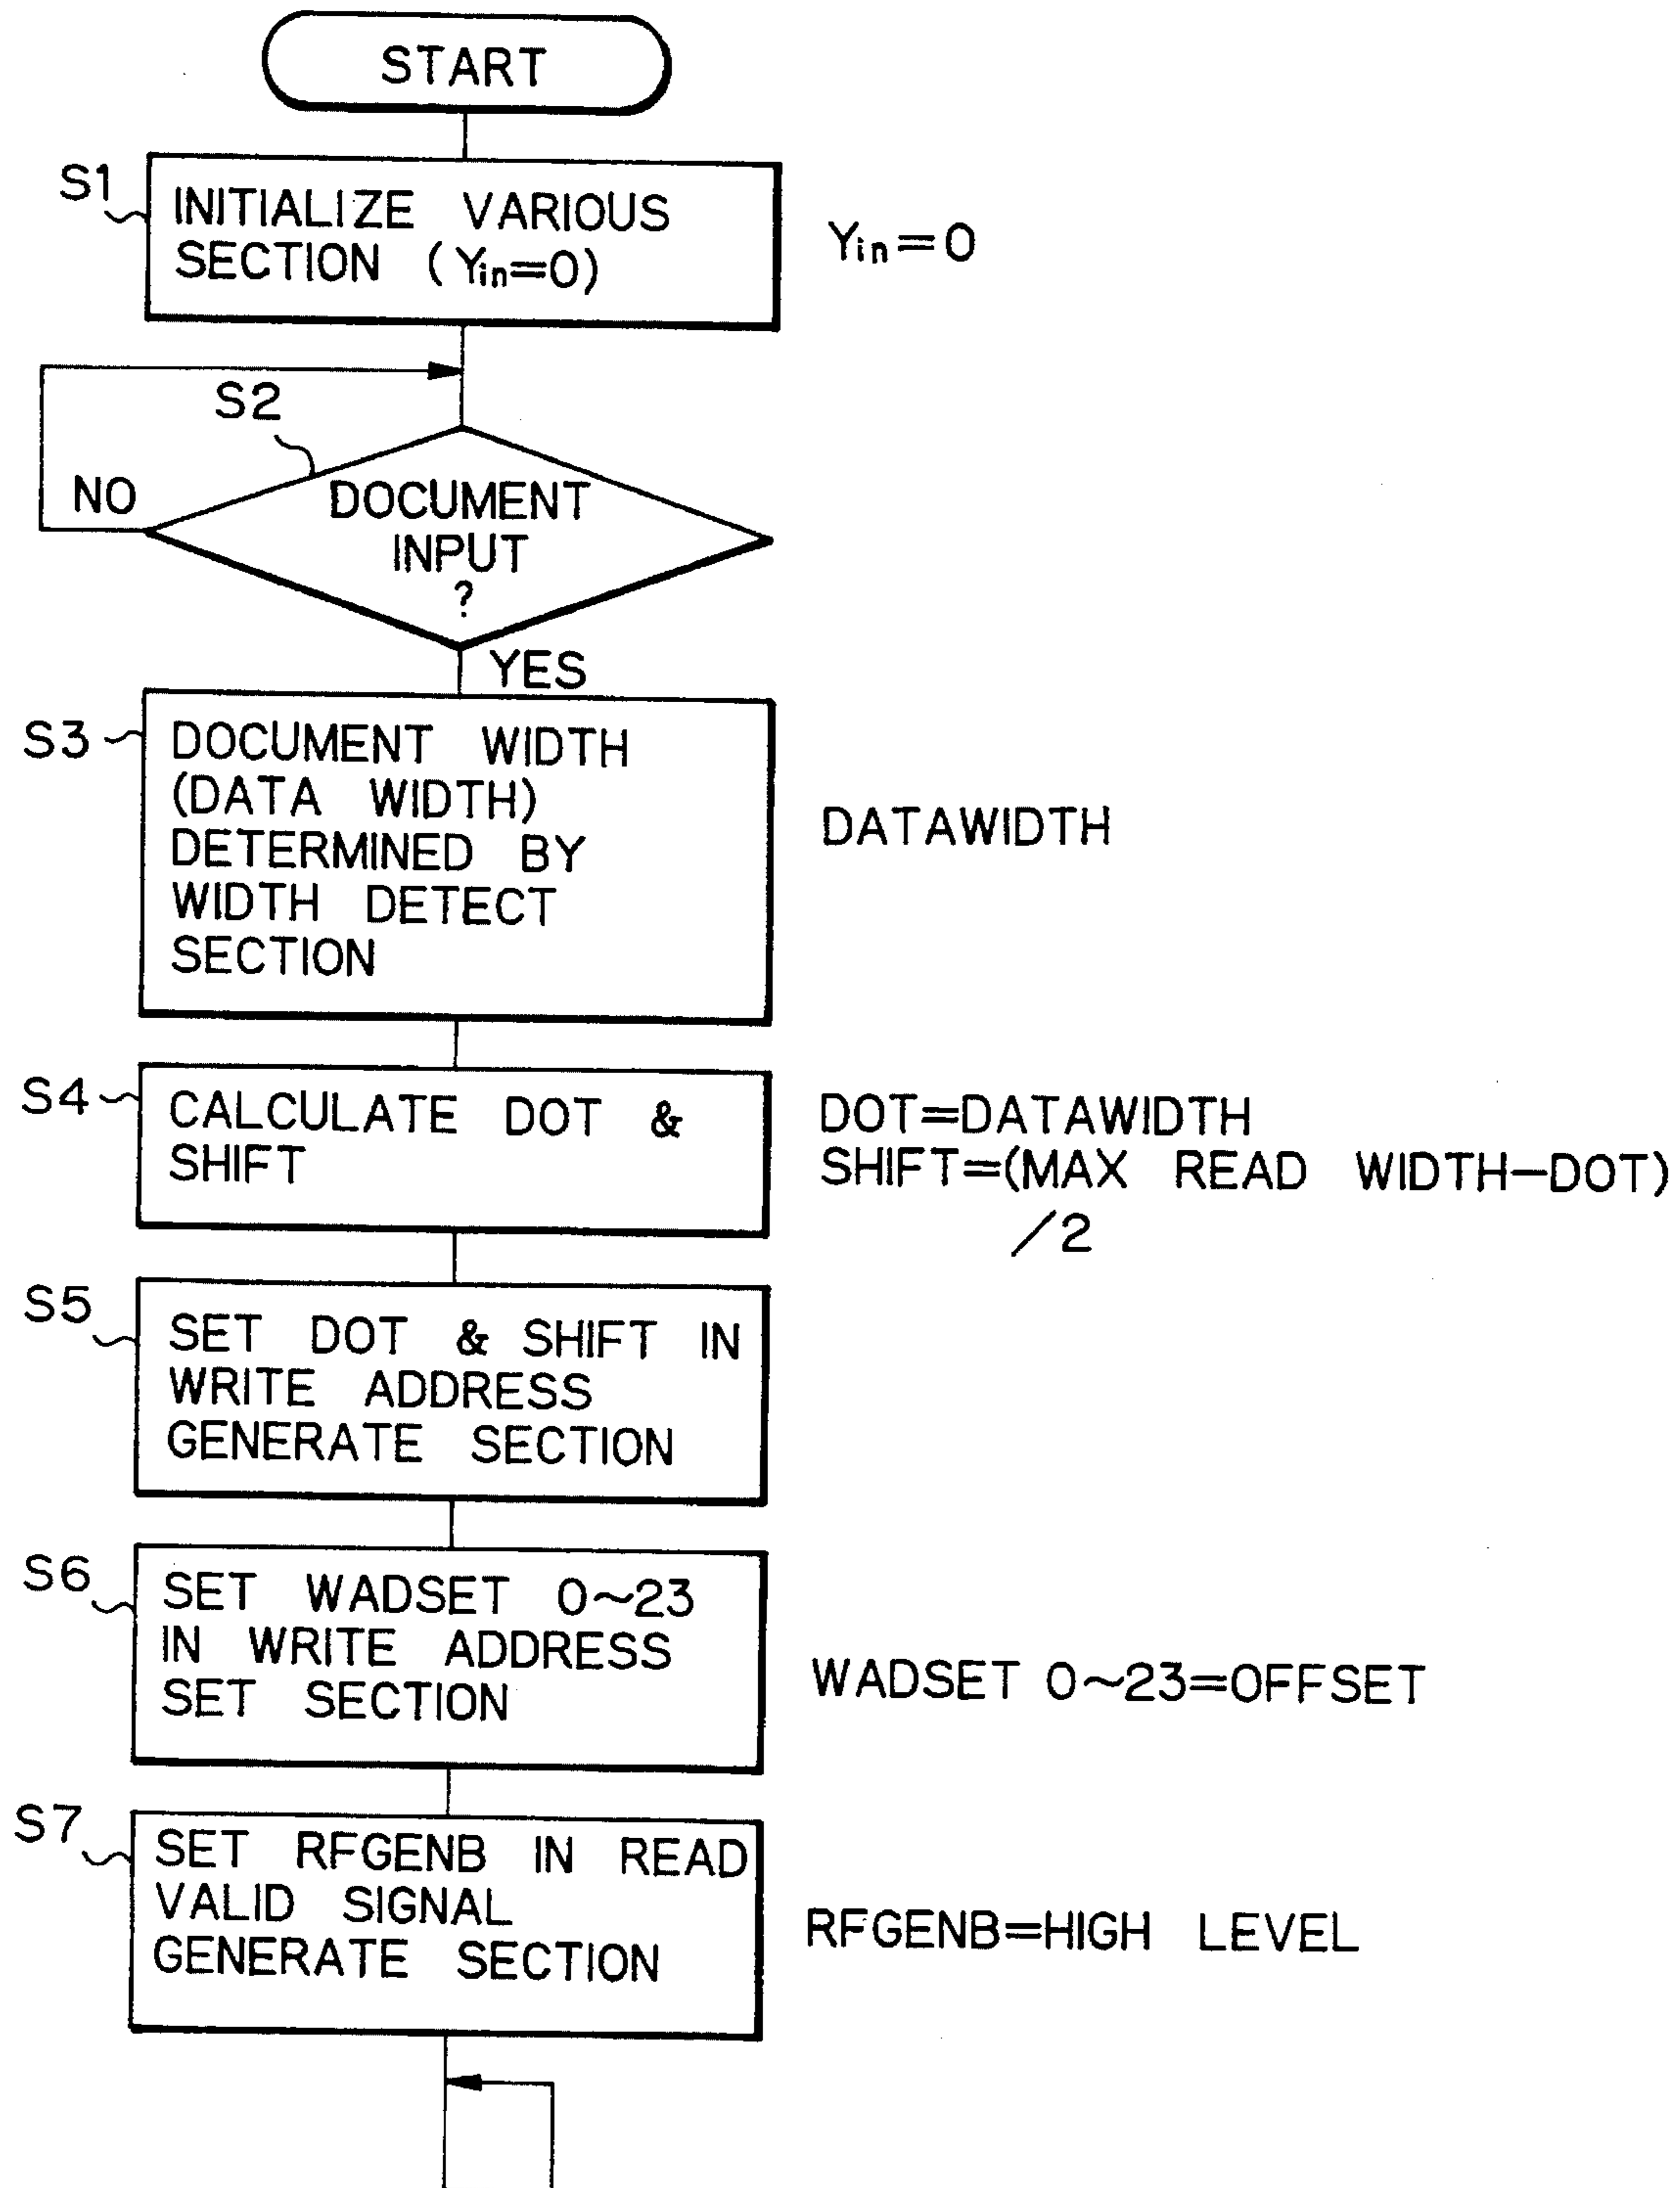 START
S1
INITIALIZE VARIOUS
SECTION (Yin=0)
Yin=0
S2
NO
DOCUMENT
INPUT
?
YES
S3
DOCUMENT WIDTH
(DATA WIDTH)
DETERMINED BY
WIDTH DETECT
SECTION
DATAWIDTH
S4
CALCULATE DOT &
SHIFT
DOT=DATAWIDTH
SHIFT=(MAX READ WIDTH-DOT)
/2
S5
SET DOT & SHIFT IN
WRITE ADDRESS
GENERATE SECTION
S6
SET WADSET 0~23
IN WRITE ADDRESS
SET SECTION
WADSET 0~23=OFFSET
S7
SET RFGENB IN READ
VALID SIGNAL
GENERATE SECTION
RFGENB=HIGH LEVEL